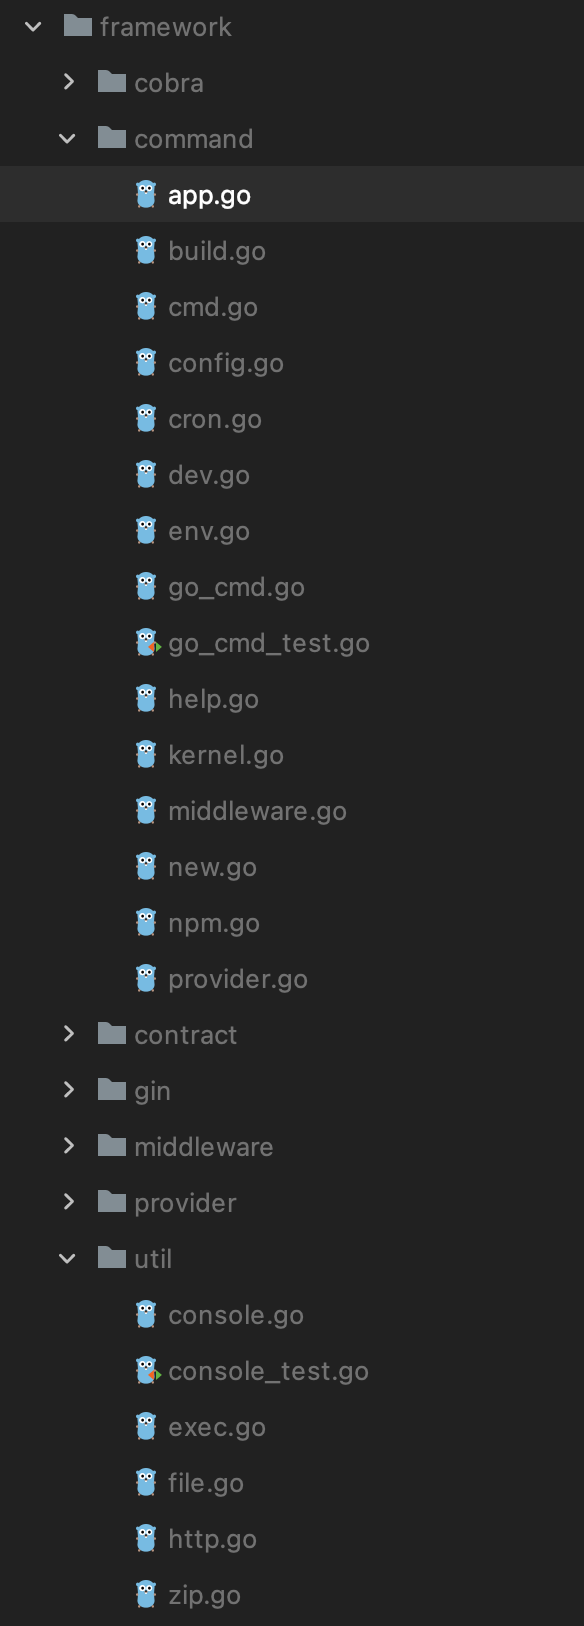 framework
cobra
command
app.go
build.go
cmd.go
config.go
cron.go
dev.go
env.go
go_cmd.go
go_cmd_test.go
help.go
kernel.go
middleware.go
new.go
npm.go
provider.go
contract
gin
middleware
provider
util
console.go
console_test.go
exec.go
file.go
http.go
zip.go